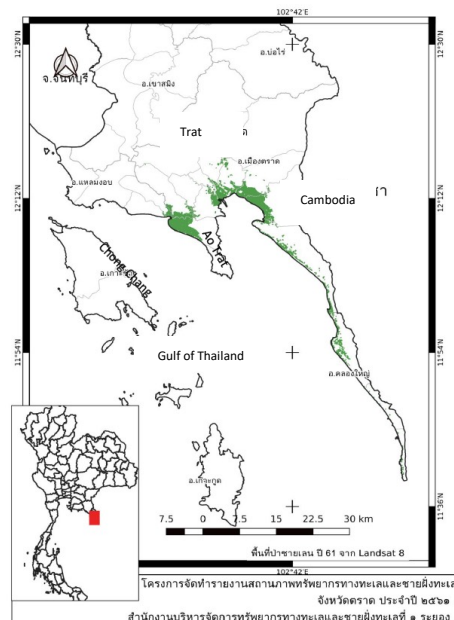 102°42'E
12°30'N
12°30'N
จ.จันทบุรี
อ.บ่อไร่
อ.เขาสมิง
Trat
ด
อ.เมืองตราด
อ.แหลมงอบ
Cambodia
า
12°12'N
12°12'N
Ao Trat
Chong Chang
Gulf of Thailand
11°54'N
11°54'N
อ.คลองใหญ่
อ.เกาะกูด
11°36'N
7.5 0 7.5 15 22.5 30 km
พื้นที่ป่าชายเลน ปี 61 จาก Landsat 8
102°42'E
โครงการจัดทำรายงานสถานภาพทรัพยากรทางทะเลและชายฝั่งทะเล
จังหวัดตราด ประจำปี ๒๕๖๑
สำนักงานบริหารจัดการทรัพยากรทางทะเลและชายฝั่งทะเลที่ ๑ ระยอง